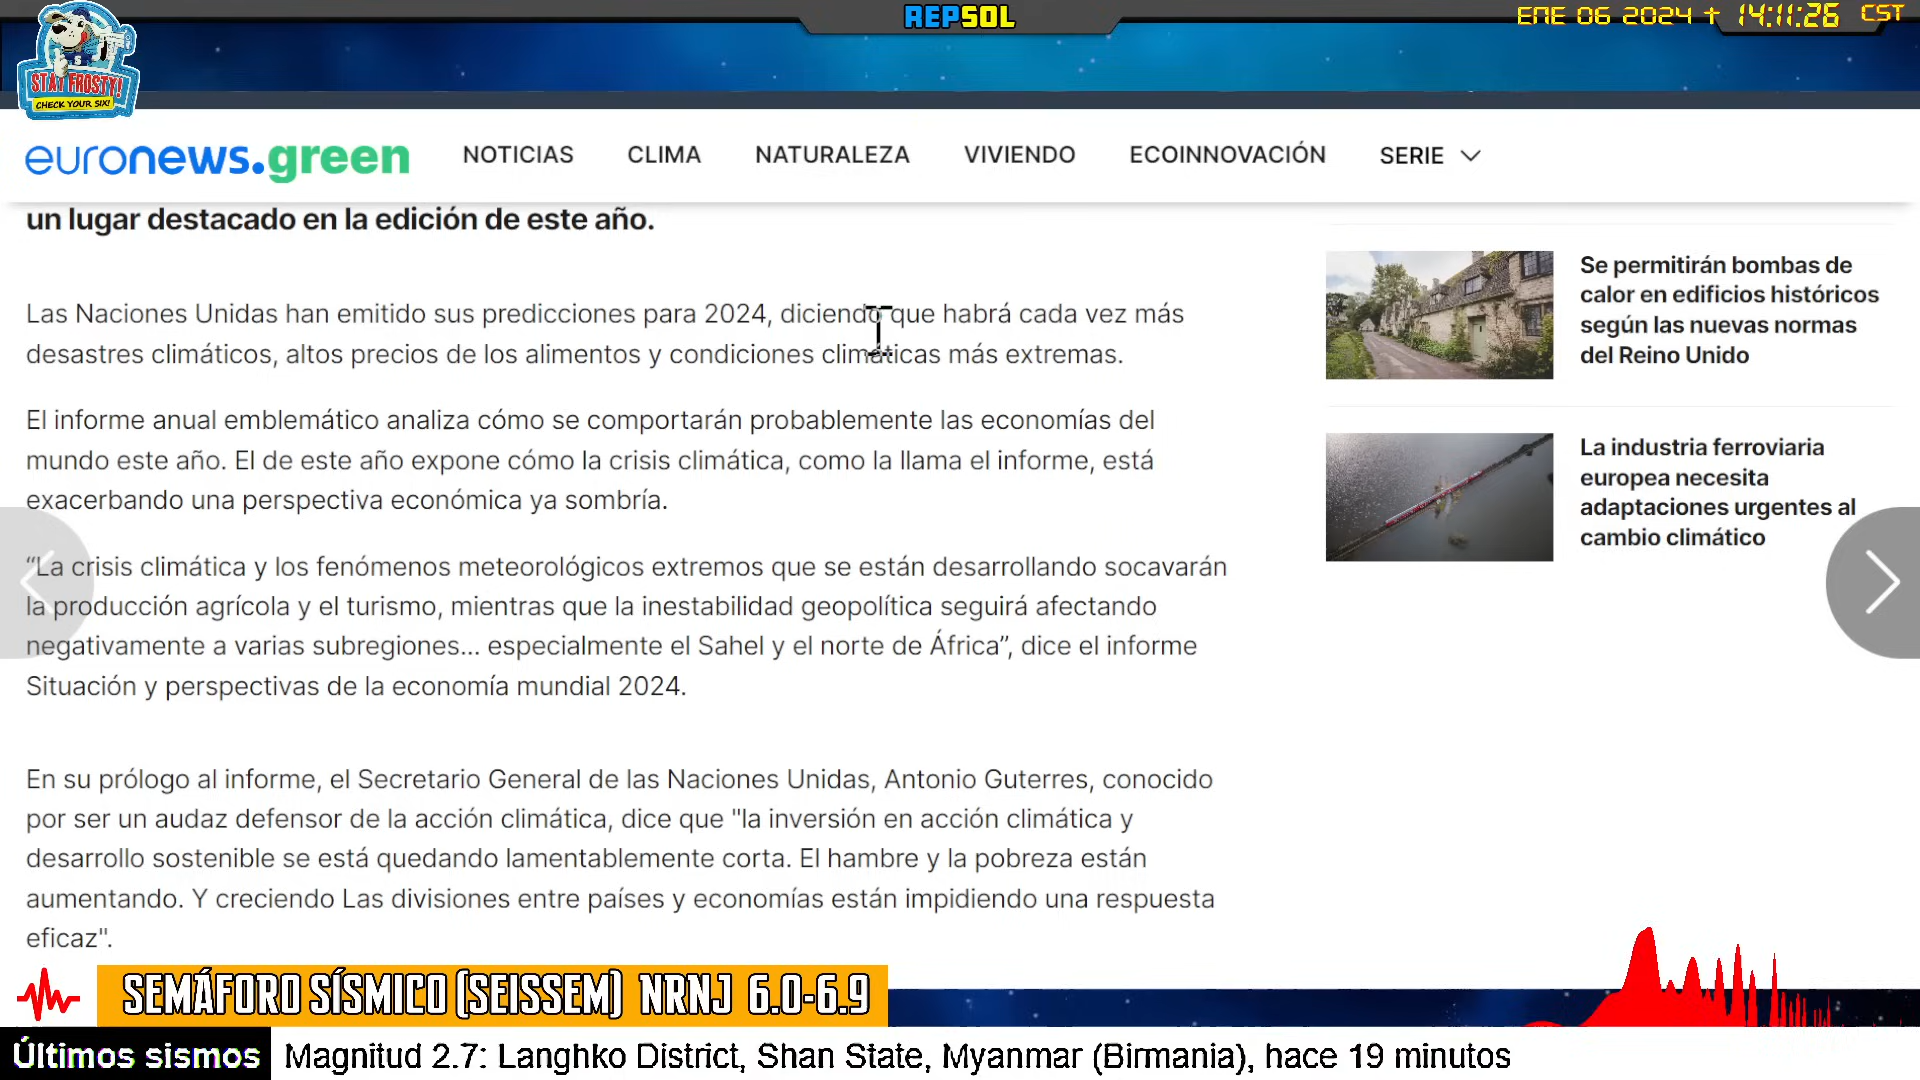 REPSOL
ENE 06 2024 † 14:11:26 CST
STAY FROSTY!
CHECK YOUR SIX!
euronews.green
NOTICIAS CLIMA NATURALEZA VIVIENDO ECOINNOVACIÓN SERIE
un lugar destacado en la edición de este año.
Las Naciones Unidas han emitido sus predicciones para 2024, diciendo que habrá cada vez más
desastres climáticos, altos precios de los alimentos y condiciones climáticas más extremas.
El informe anual emblemático analiza cómo se comportarán probablemente las economías del
mundo este año. El de este año expone cómo la crisis climática, como la llama el informe, está
exacerbando una perspectiva económica ya sombría.
“La crisis climática y los fenómenos meteorológicos extremos que se están desarrollando socavarán
la producción agrícola y el turismo, mientras que la inestabilidad geopolítica seguirá afectando
negativamente a varias subregiones... especialmente el Sahel y el norte de África”, dice el informe
Situación y perspectivas de la economía mundial 2024.
En su prólogo al informe, el Secretario General de las Naciones Unidas, Antonio Guterres, conocido
por ser un audaz defensor de la acción climática, dice que "la inversión en acción climática y
desarrollo sostenible se está quedando lamentablemente corta. El hambre y la pobreza están
aumentando. Y creciendo Las divisiones entre países y economías están impidiendo una respuesta
eficaz".
Se permitirán bombas de
calor en edificios históricos
según las nuevas normas
del Reino Unido
La industria ferroviaria
europea necesita
adaptaciones urgentes al
cambio climático
SEMÁFORO SÍSMICO (SEISSEM) NRNJ 6.0-6.9
Últimos sismos Magnitud 2.7: Langhko District, Shan State, Myanmar (Birmania), hace 19 minutos